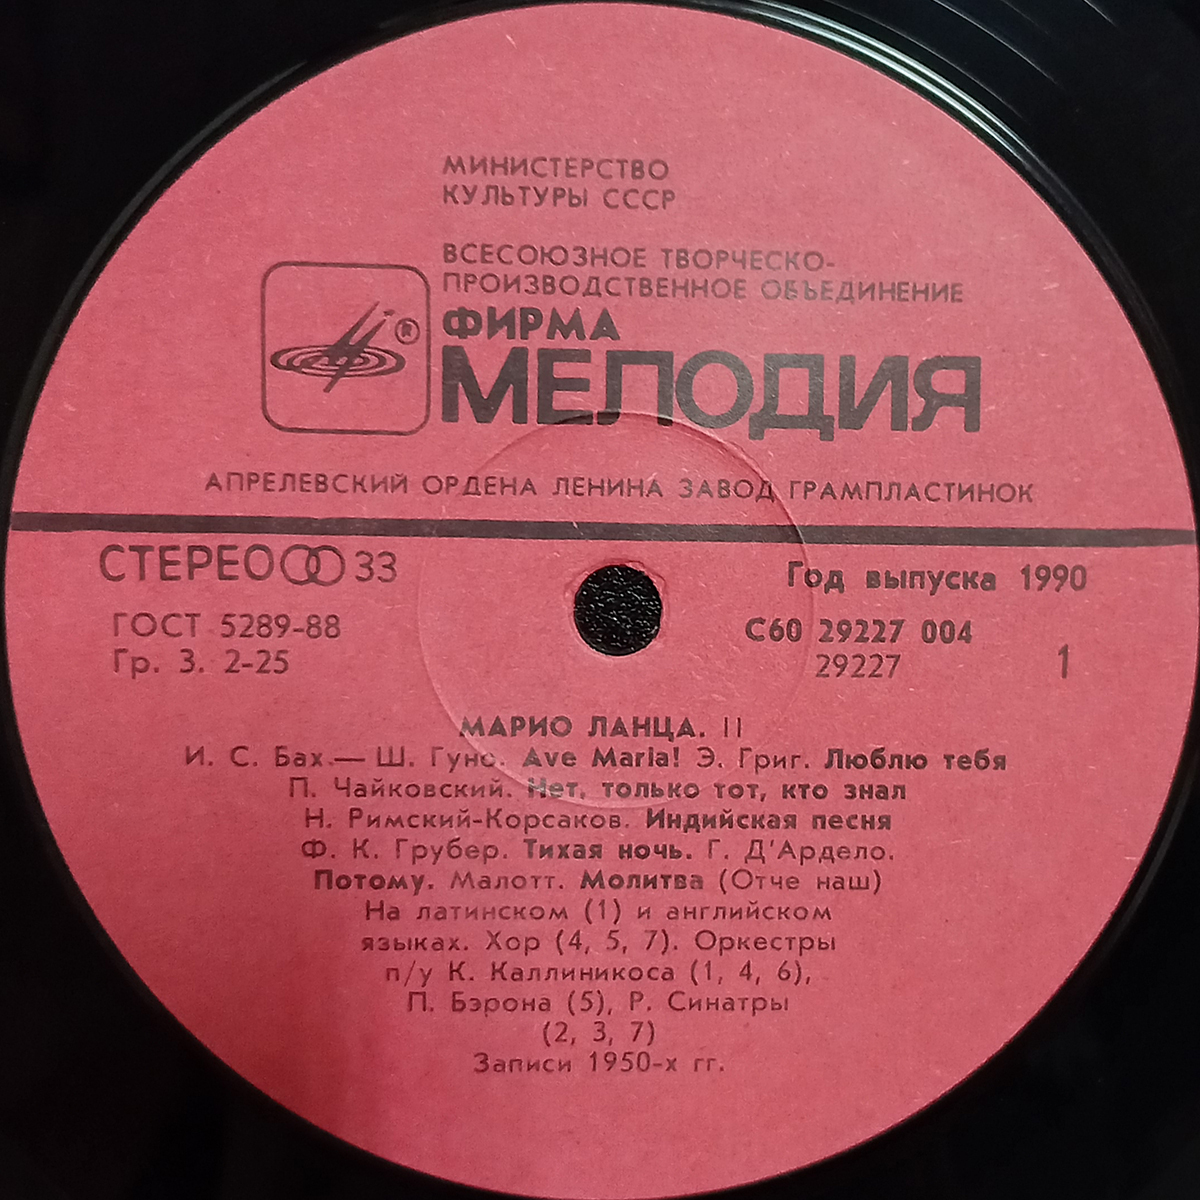 МИНИСТЕРСТВО
КУЛЬТУРЫ СССР
ВСЕСОЮЗНОЕ ТВОРЧЕСКО-
ПРОИЗВОДСТВЕННОЕ ОБЪЕДИНЕНИЕ
ФИРМА
®
МЕЛОДИЯ
АПРЕЛЕВСКИЙ ОРДЕНА ЛЕНИНА ЗАВОД ГРАМПЛАСТИНОК
СТЕРЕО 33
Год выпуска 1990
ГОСТ 5289-88
С60 29227 004
Гр. 3. 2-25
29227
1
МАРИО ЛАНЦА. II
И. С. Бах.— Ш. Гуно. Ave Maria! Э. Григ. Люблю тебя
П. Чайковский. Нет, только тот, кто знал
Н. Римский-Корсаков. Индийская песня
Ф. К. Грубер. Тихая ночь. Г. Д'Ардело.
Потому. Малотт. Молитва (Отче наш)
На латинском (1) и английском
языках. Хор (4, 5, 7). Оркестры
п/у К. Каллиникоса (1, 4, 6),
П. Бэрона (5), Р. Синатры
(2, 3, 7)
Записи 1950-х гг.